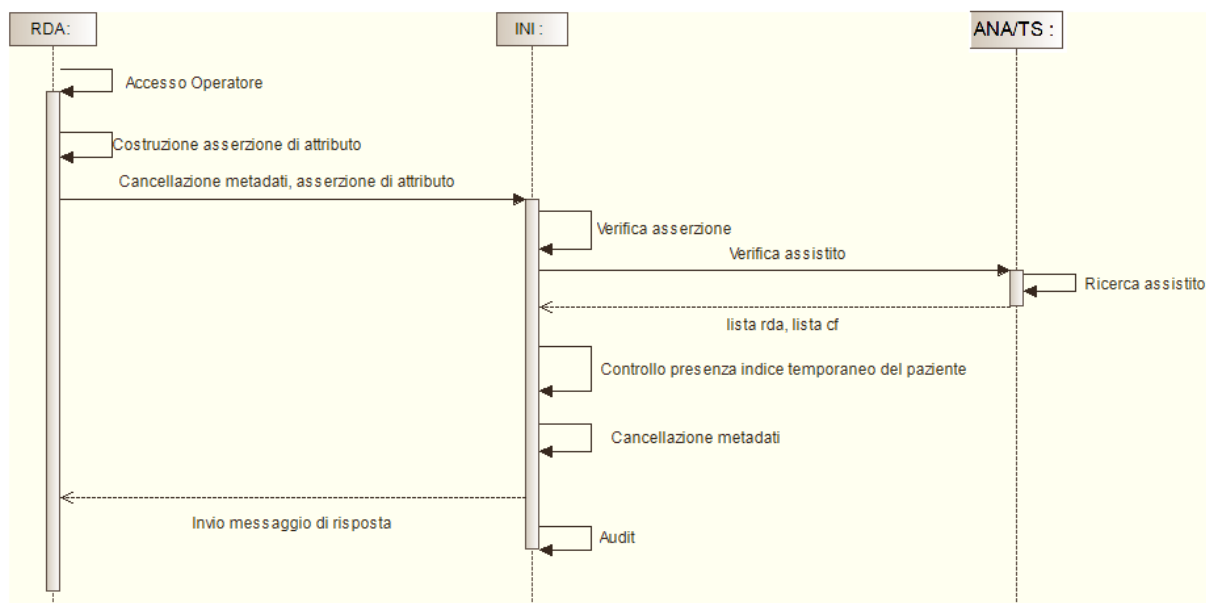 RDA:
INI :
ANA/TS :
Accesso Operatore
Costruzione asserzione di attributo
Cancellazione metadati, asserzione di attributo
Verifica asserzione
Verifica assistito
Ricerca assistito
lista rda, lista cf
Controllo presenza indice temporaneo del paziente
Cancellazione metadati
Invio messaggio di risposta
Audit